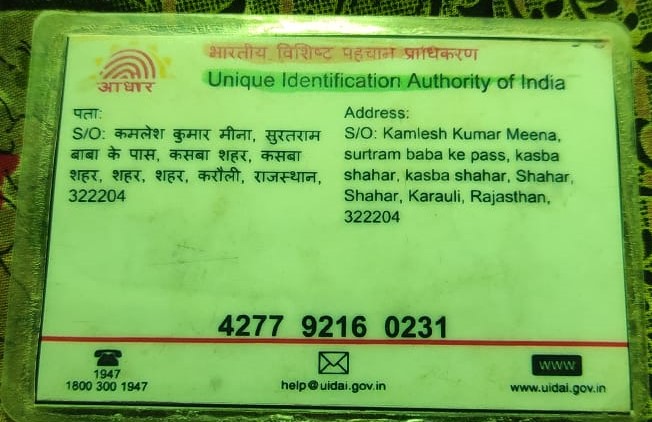 भारतीय विशिष्ट पहचान प्राधिकरण
आधार
Unique Identification Authority of India
पता:
S/O: कमलेश कुमार मीना, सुरतराम
बाबा के पास, कसबा शहर, कसबा
शहर, शहर, शहर, करौली, राजस्थान,
322204
Address:
S/O: Kamlesh Kumar Meena,
surtram baba ke pass, kasba
shahar, kasba shahar, Shahar,
Shahar, Karauli, Rajasthan,
322204
4277 9216 0231
1947
1800 300 1947
help@uidai.gov.in
www
www.uidai.gov.in